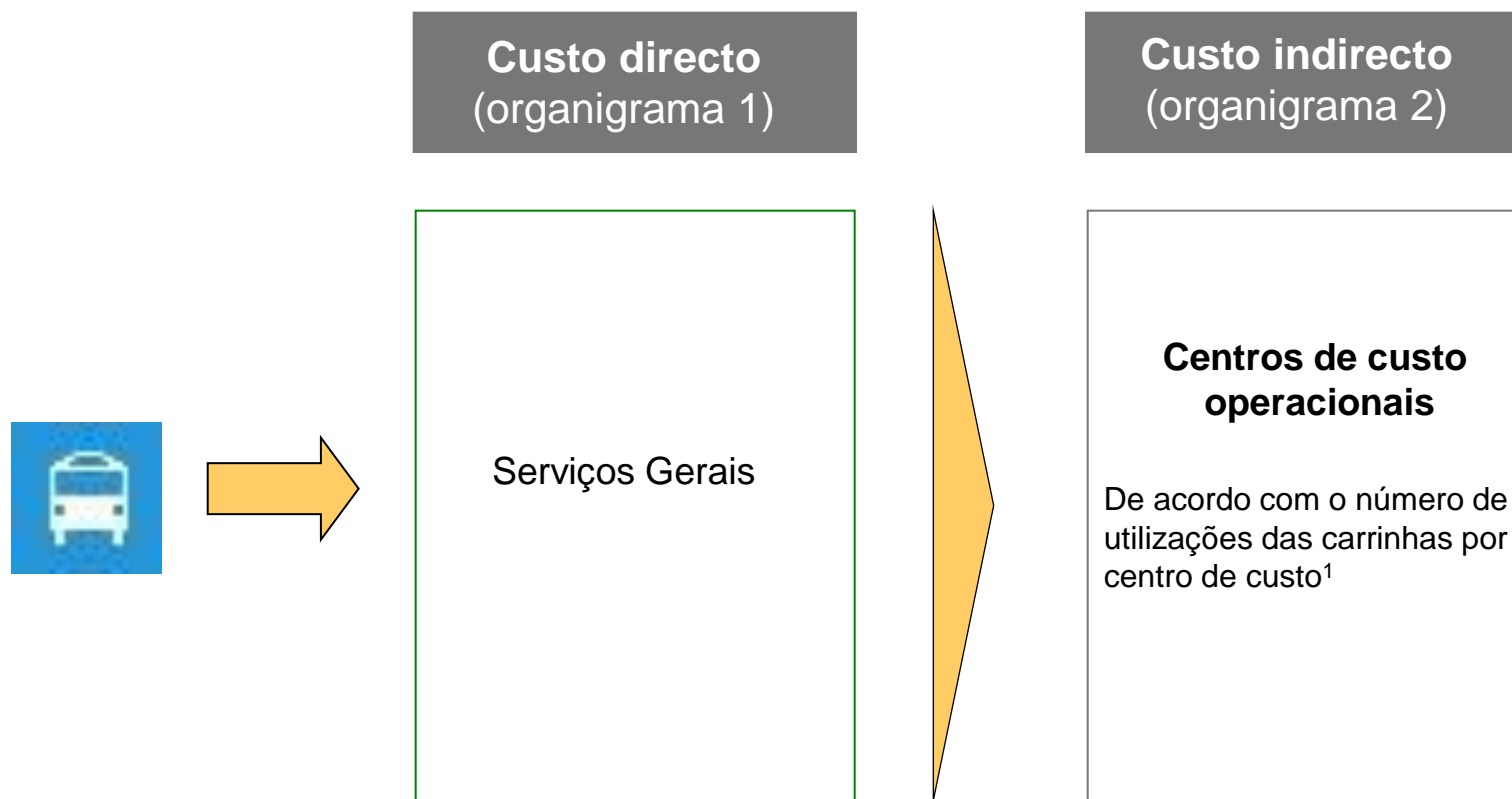 Custo directo
(organigrama 1)
Custo indirecto
(organigrama 2)
Serviços Gerais
Centros de custo
operacionais
De acordo com o número de
utilizações das carrinhas por
centro de custo¹